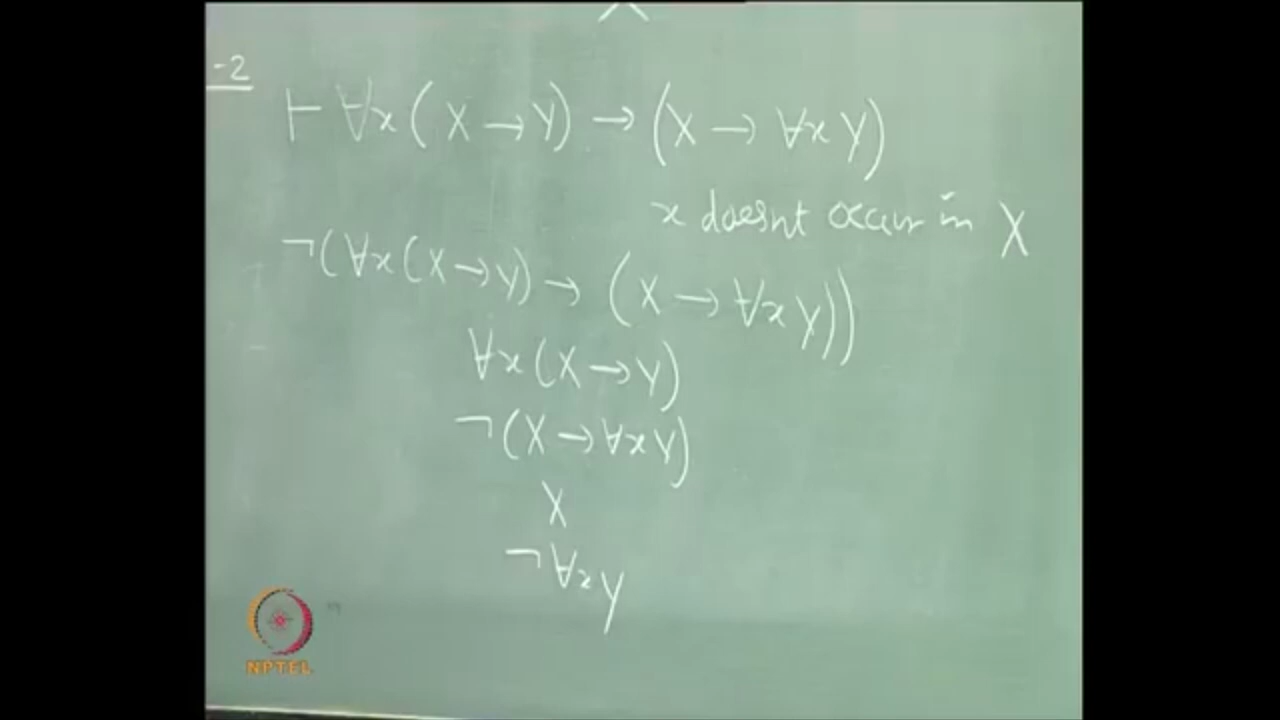 -2
⊢ ∀x(X → Y) → (X → ∀x Y)
x doesnt occur in X
¬(∀x(X → Y) → (X → ∀x Y))
∀x(X → Y)
¬(X → ∀x Y)
X
¬∀x Y
NPTEL